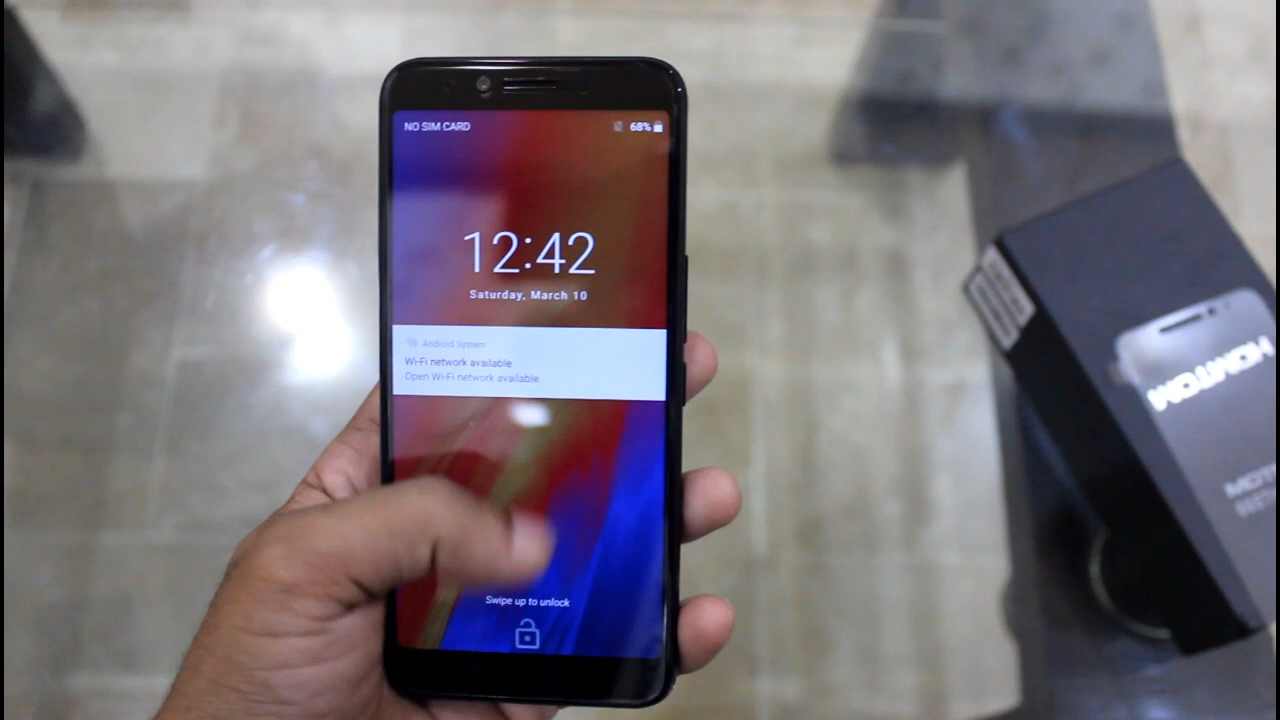 NO SIM CARD
68%
12:42
Saturday, March 10
Android System
Wi-Fi network available
Open Wi-Fi network available
Swipe up to unlock
HOMTOM